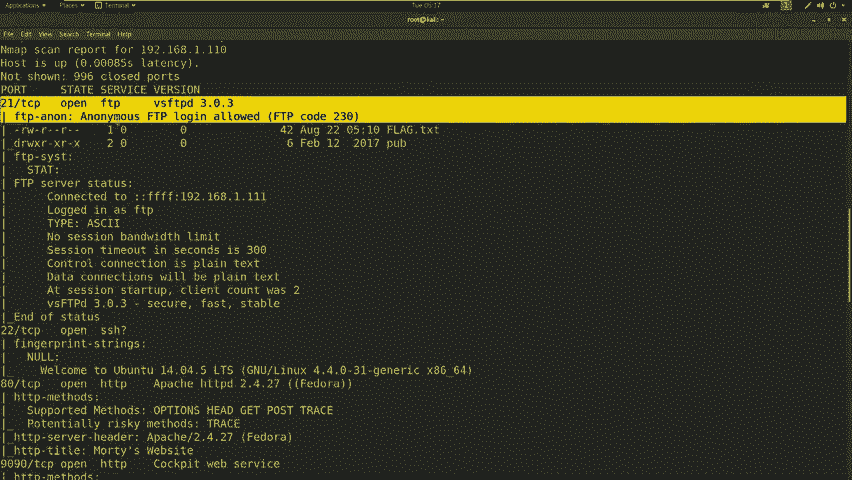 Applications Places Terminal Tue 05:17
root@kali: ~
File Edit View Search Terminal Help
Nmap scan report for 192.168.1.110
Host is up (0.00085s latency).
Not shown: 996 closed ports
PORT STATE SERVICE VERSION
21/tcp open ftp vsftpd 3.0.3
| ftp-anon: Anonymous FTP login allowed (FTP code 230)
| -rw-r--r-- 1 0 0 42 Aug 22 05:10 FLAG.txt
|_drwxr-xr-x 2 0 0 6 Feb 12 2017 pub
| ftp-syst:
| STAT:
| FTP server status:
| Connected to ::ffff:192.168.1.111
| Logged in as ftp
| TYPE: ASCII
| No session bandwidth limit
| Session timeout in seconds is 300
| Control connection is plain text
| Data connections will be plain text
| At session startup, client count was 2
| vsFTPd 3.0.3 - secure, fast, stable
|_End of status
22/tcp open ssh?
| fingerprint-strings:
| NULL:
|_ Welcome to Ubuntu 14.04.5 LTS (GNU/Linux 4.4.0-31-generic x86_64)
80/tcp open http Apache httpd 2.4.27 ((Fedora))
| http-methods:
| Supported Methods: OPTIONS HEAD GET POST TRACE
|_ Potentially risky methods: TRACE
|_http-server-header: Apache/2.4.27 (Fedora)
|_http-title: Morty's Website
9090/tcp open http Cockpit web service
| http-methods: